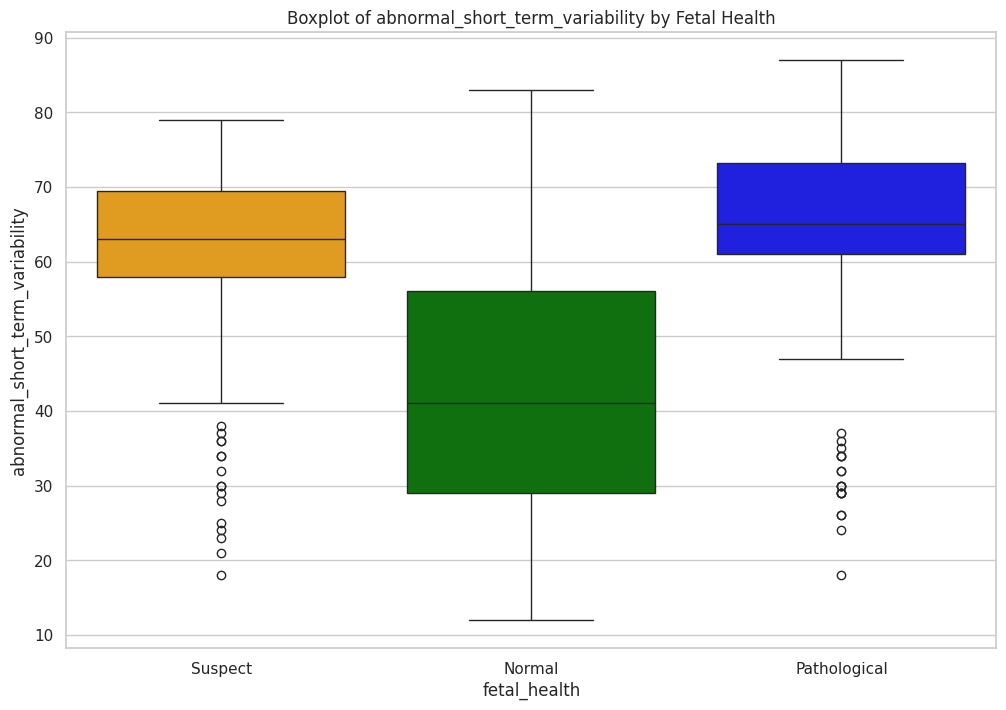 Boxplot of abnormal_short_term_variability by Fetal Health
abnormal_short_term_variability
90
80
70
60
50
40
30
20
10
Suspect
Normal
Pathological
fetal_health